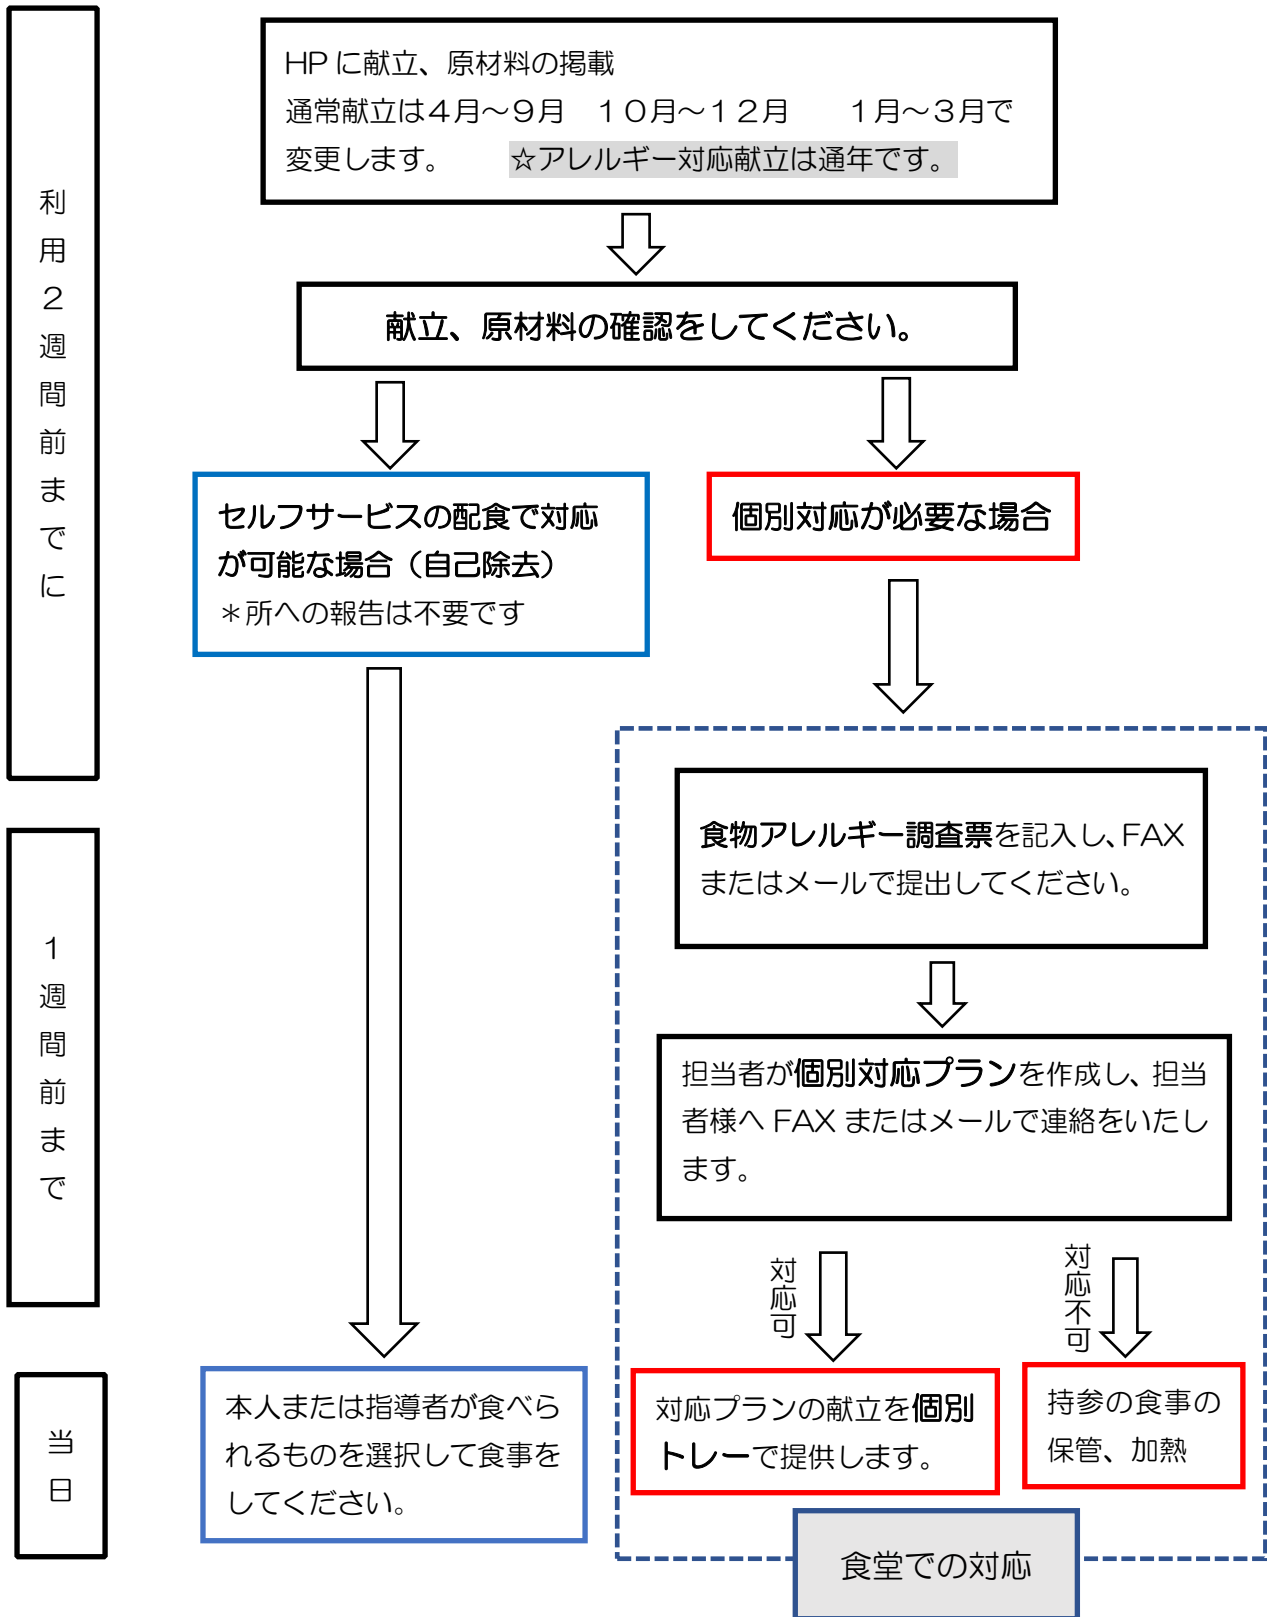 利用２週間前までに
HPに献立、原材料の掲載
通常献立は４月～９月　１０月～１２月　　１月～３月で
変更します。　　☆アレルギー対応献立は通年です。
献立、原材料の確認をしてください。
セルフサービスの配食で対応
が可能な場合（自己除去）
＊所への報告は不要です
個別対応が必要な場合
食物アレルギー調査票を記入し、FAX
またはメールで提出してください。
１週間前まで
担当者が個別対応プランを作成し、担当
者様へ FAX またはメールで連絡をいたし
ます。
対応可
対応不可
当日
本人または指導者が食べら
れるものを選択して食事を
してください。
対応プランの献立を個別
トレーで提供します。
持参の食事の
保管、加熱
食堂での対応